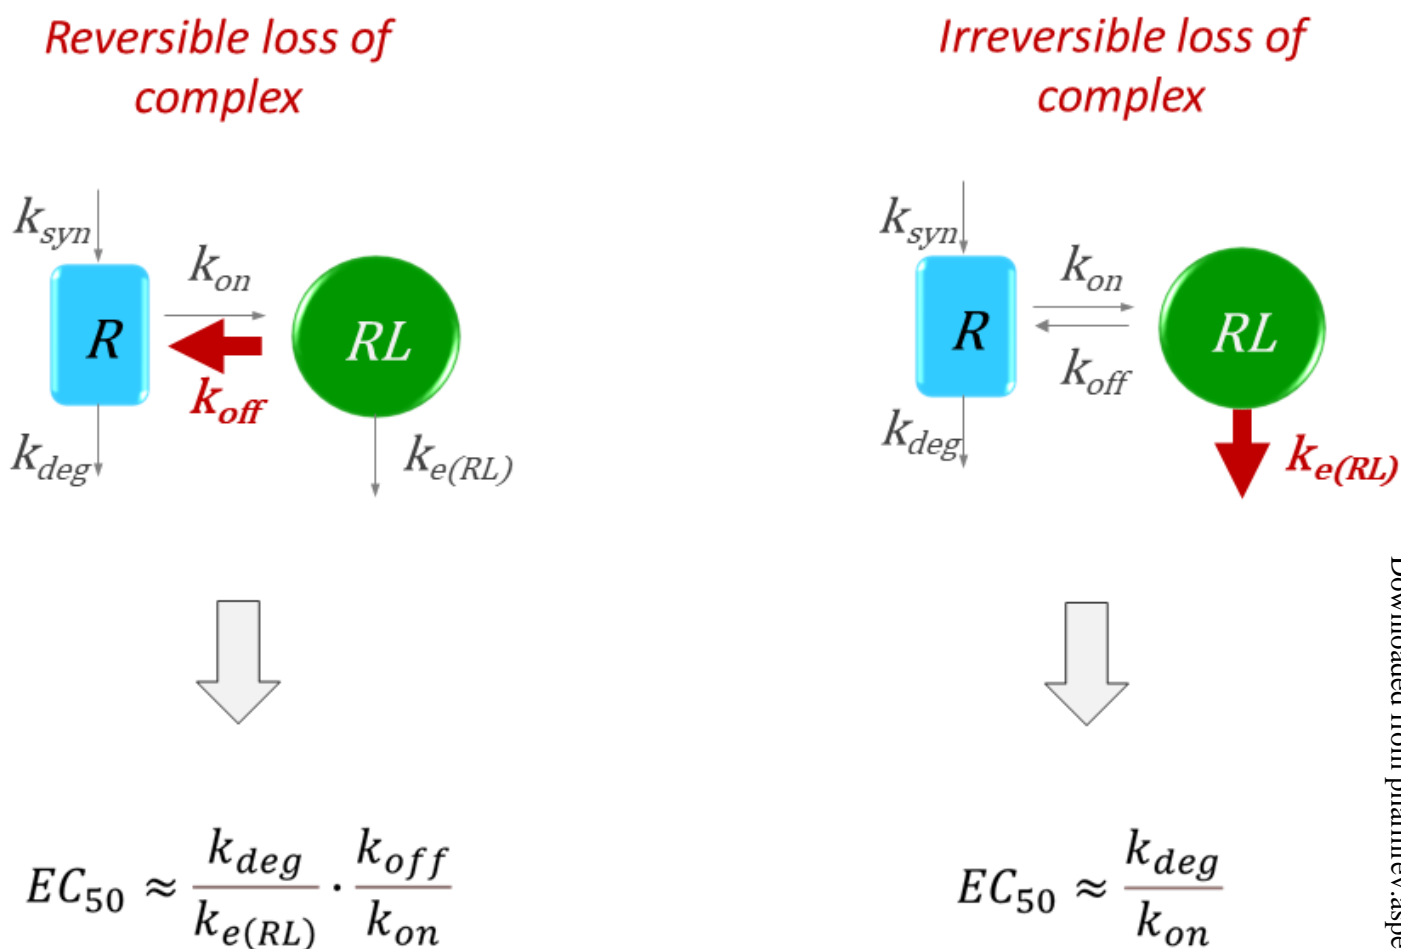 Reversible loss of
complex
k_syn
k_on
R
RL
k_off
k_deg
k_e(RL)
EC_50 ≈ k_deg / k_e(RL) · k_off / k_on
Irreversible loss of
complex
k_syn
k_on
R
RL
k_off
k_deg
k_e(RL)
EC_50 ≈ k_deg / k_on
Downloaded from pharmrev.aspe